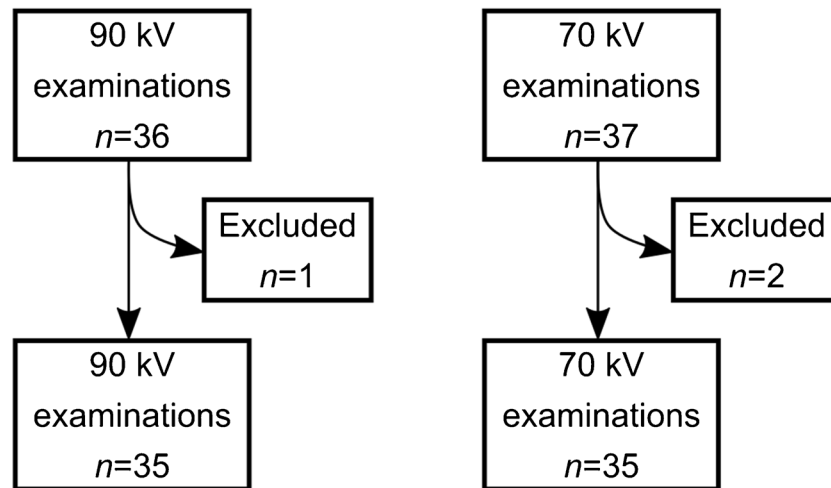 90 kV
examinations
n=36
Excluded
n=1
90 kV
examinations
n=35
70 kV
examinations
n=37
Excluded
n=2
70 kV
examinations
n=35